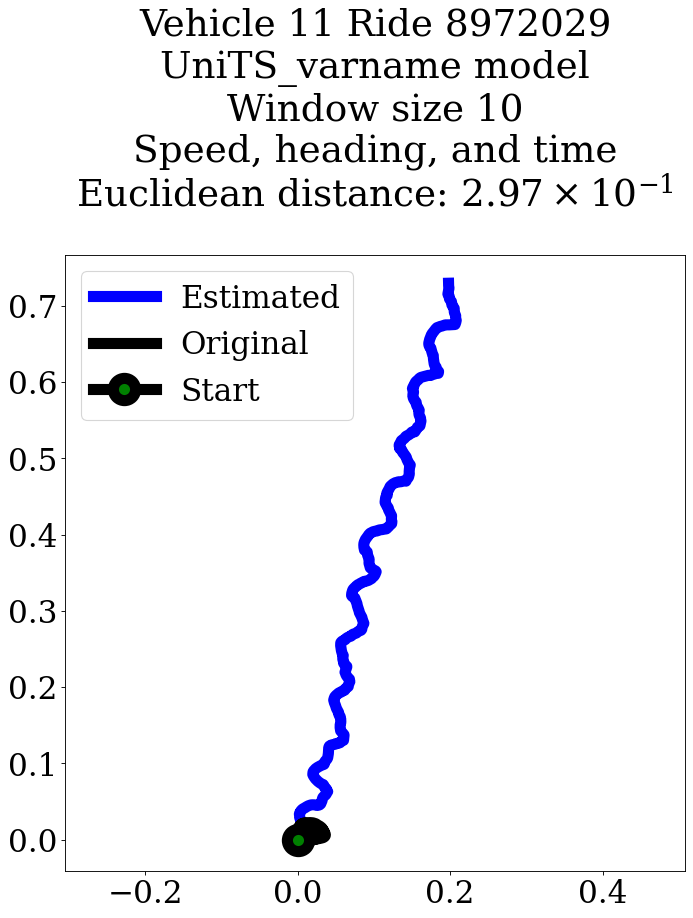 Vehicle 11 Ride 8972029
UniTS_varname model
Window size 10
Speed, heading, and time
Euclidean distance: 2.97 × 10⁻¹
Estimated
Original
Start
0.7
0.6
0.5
0.4
0.3
0.2
0.1
0.0
−0.2 0.0 0.2 0.4